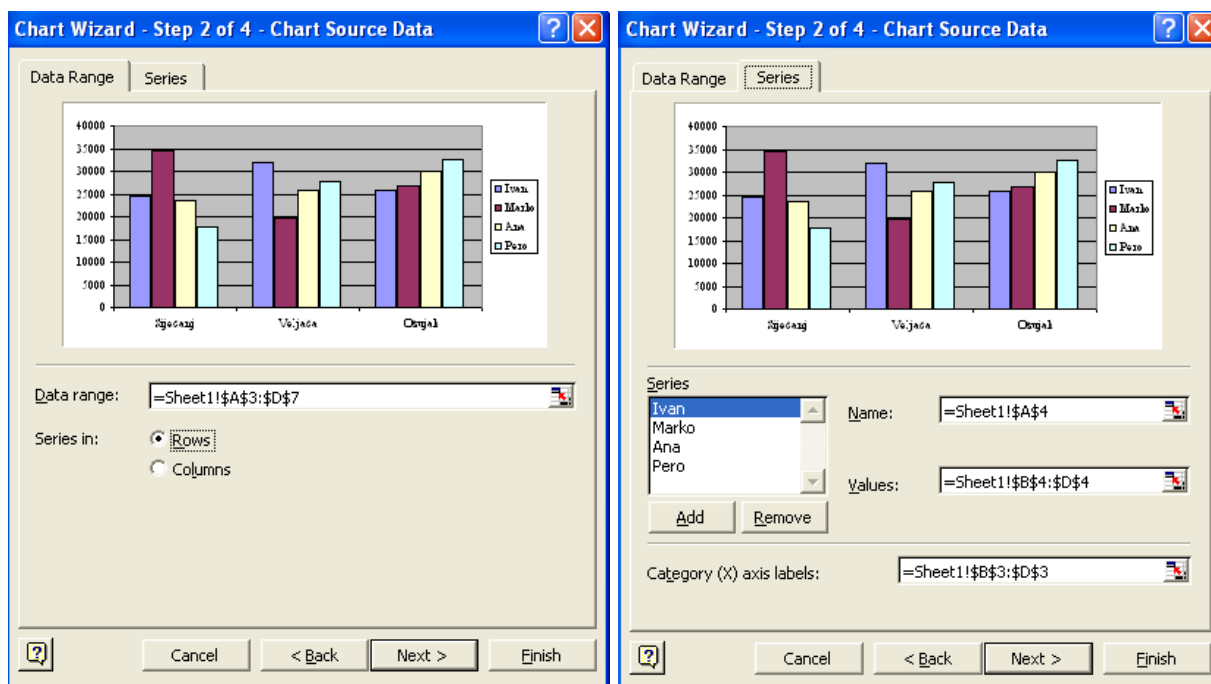 Chart Wizard - Step 2 of 4 - Chart Source Data
Data Range
Series
40000
35000
30000
25000
20000
15000
10000
5000
0
Siječanj
Veljača
Ožujak
Ivan
Marko
Ana
Pero
Data range:
=Sheet1!$A$3:$D$7
Series in:
Rows
Columns
Cancel
< Back
Next >
Finish
Chart Wizard - Step 2 of 4 - Chart Source Data
Data Range
Series
40000
35000
30000
25000
20000
15000
10000
5000
0
Siječanj
Veljača
Ožujak
Ivan
Marko
Ana
Pero
Series
Ivan
Marko
Ana
Pero
Add
Remove
Name:
=Sheet1!$A$4
Values:
=Sheet1!$B$4:$D$4
Category (X) axis labels:
=Sheet1!$B$3:$D$3
Cancel
< Back
Next >
Finish